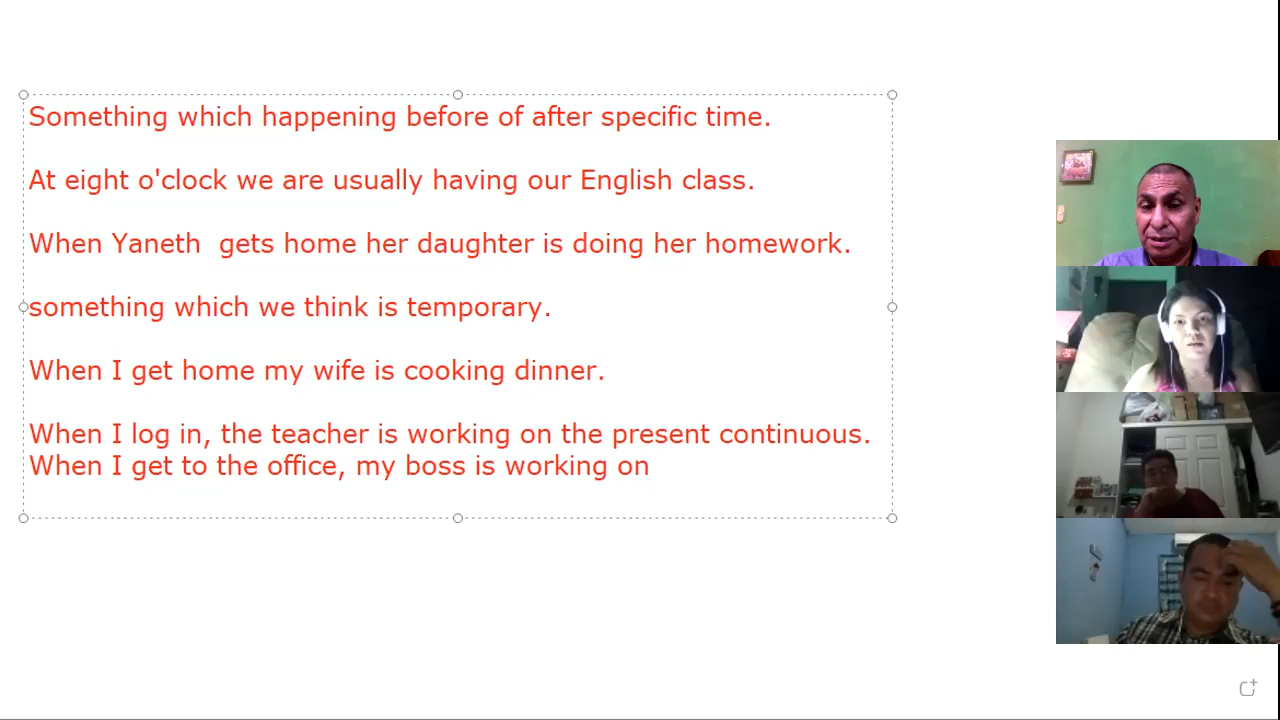 Something which happening before of after specific time.
At eight o'clock we are usually having our English class.
When Yaneth  gets home her daughter is doing her homework.
something which we think is temporary.
When I get home my wife is cooking dinner.
When I log in, the teacher is working on the present continuous.
When I get to the office, my boss is working on